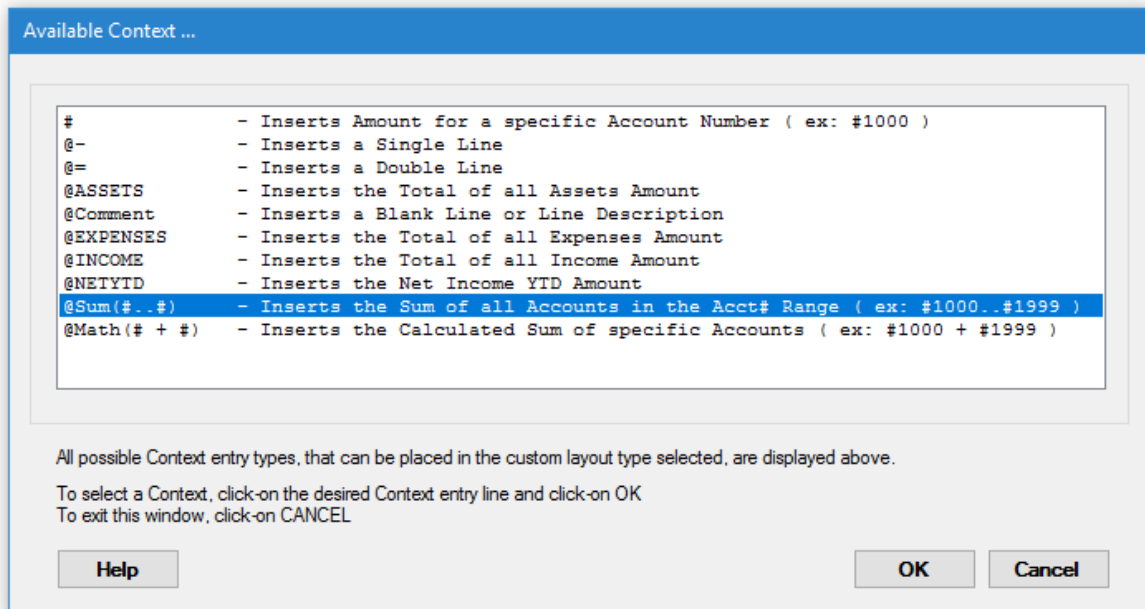 Available Context ...
# - Inserts Amount for a specific Account Number ( ex: #1000 )
@- - Inserts a Single Line
@= - Inserts a Double Line
@ASSETS - Inserts the Total of all Assets Amount
@Comment - Inserts a Blank Line or Line Description
@EXPENSES - Inserts the Total of all Expenses Amount
@INCOME - Inserts the Total of all Income Amount
@NETYTD - Inserts the Net Income YTD Amount
@Sum(#..#) - Inserts the Sum of all Accounts in the Acct# Range ( ex: #1000..#1999 )
@Math(# + #) - Inserts the Calculated Sum of specific Accounts ( ex: #1000 + #1999 )
All possible Context entry types, that can be placed in the custom layout type selected, are displayed above.
To select a Context, click-on the desired Context entry line and click-on OK
To exit this window, click-on CANCEL
Help OK Cancel